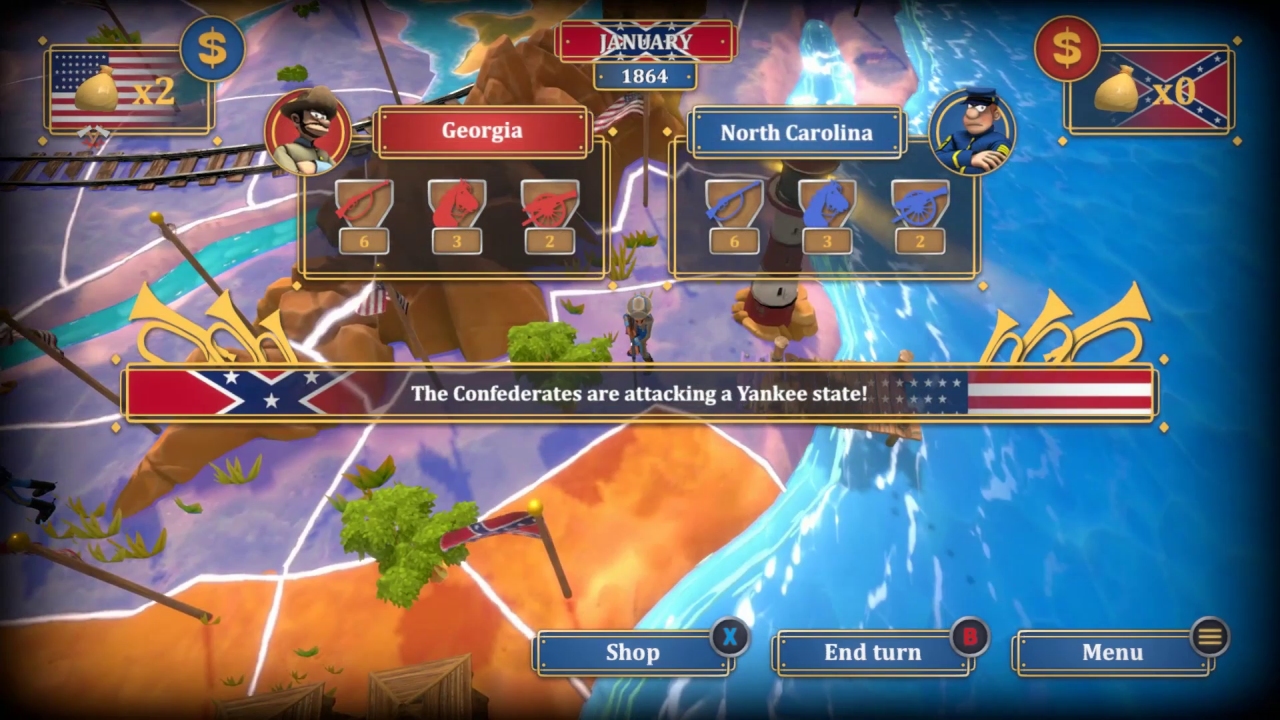 $
x2
JANUARY
1864
$
x0
Georgia
North Carolina
6
3
2
6
3
2
The Confederates are attacking a Yankee state!
Shop
X
End turn
B
Menu